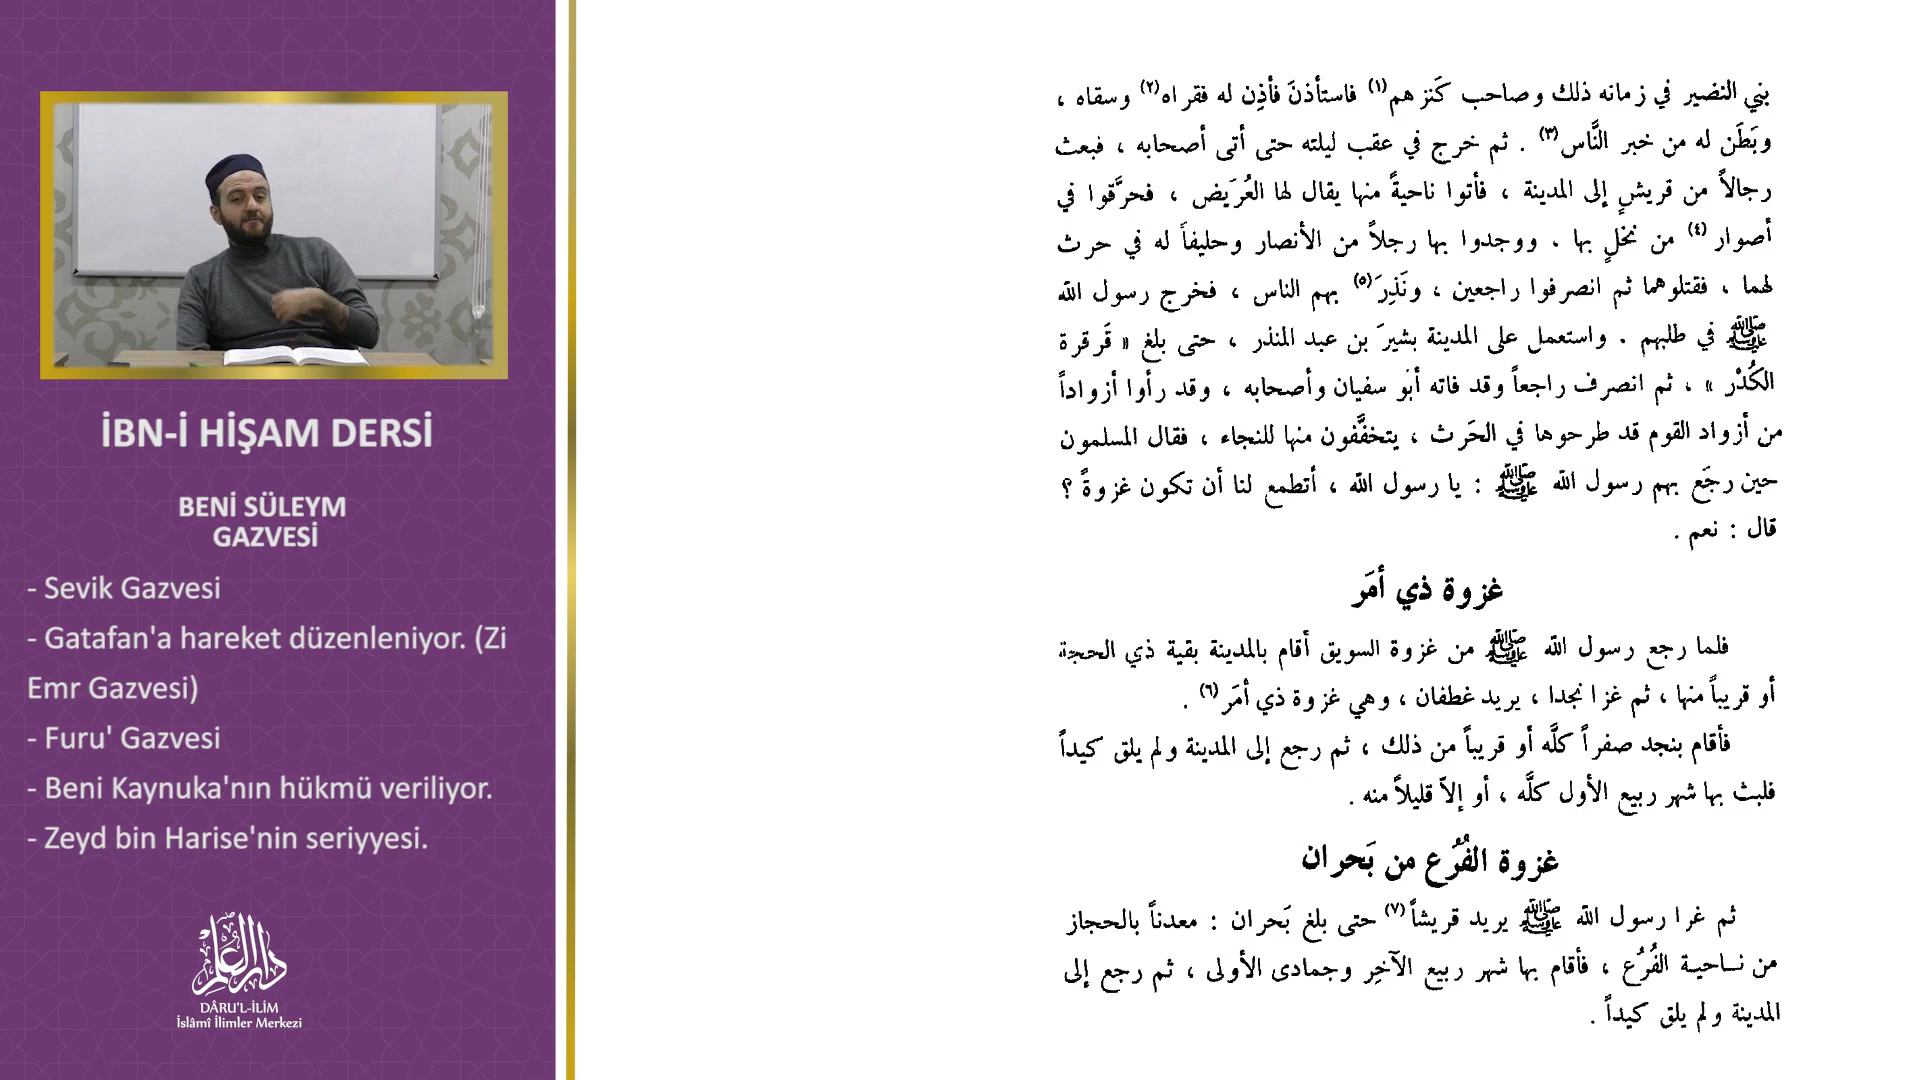 İBN-İ HİŞAM DERSİ
BENİ SÜLEYM
GAZVESİ
- Sevik Gazvesi
- Gatafan'a hareket düzenleniyor. (Zi
Emr Gazvesi)
- Furu' Gazvesi
- Beni Kaynuka'nın hükmü veriliyor.
- Zeyd bin Harise'nin seriyyesi.
دار العلم
DÂRU'L-İLİM
İslâmî İlimler Merkezi
بني النضير في زمانه ذلك وصاحب كَنزهم(١) فاستأذنَ فأذِن له فقراه(٢) وسقاه ،
وبَطَن له من خبر النَّاس(٣) . ثم خرج في عقب ليلته حتى أتى أصحابه ، فبعث
رجالاً من قريشٍ إلى المدينة ، فأتوا ناحيةً منها يقال لها العُرَيض ، فحرَّقوا في
أصوار(٤) من نخلٍ بها . ووجدوا بها رجلاً من الأنصار وحليفاً له في حرث
لهما ، فقتلوهما ثم انصرفوا راجعين ، ونَذِرَ(٥) بهم الناس ، فخرج رسول الله
ﷺ في طلبهم . واستعمل على المدينة بشيرَ بن عبد المنذر ، حتى بلغ « قَرقرة
الكُدْر » ، ثم انصرف راجعاً وقد فاته أبو سفيان وأصحابه ، وقد رأوا أزواداً
من أزواد القوم قد طرحوها في الحَرث ، يتخفَّفون منها للنجاء ، فقال المسلمون
حين رجَع بهم رسول الله ﷺ : يا رسول الله ، أتطمع لنا أن تكون غزوةً ؟
قال : نعم .
غزوة ذي أمَر
فلما رجع رسول الله ﷺ من غزوة السويق أقام بالمدينة بقية ذي الحجة
أو قريباً منها ، ثم غزا نجدا ، يريد غطفان ، وهي غزوة ذي أمَر(٦) .
فأقام بنجد صفراً كلَّه أو قريباً من ذلك ، ثم رجع إلى المدينة ولم يلق كيداً
فلبث بها شهر ربيع الأول كلَّه ، أو إلاّ قليلاً منه .
غزوة الفُرُع من بَحران
ثم غزا رسول الله ﷺ يريد قريشاً(٧) حتى بلغ بَحران : معدناً بالحجاز
من ناحية الفُرُع ، فأقام بها شهر ربيع الآخِر وجمادى الأولى ، ثم رجع إلى
المدينة ولم يلق كيداً .